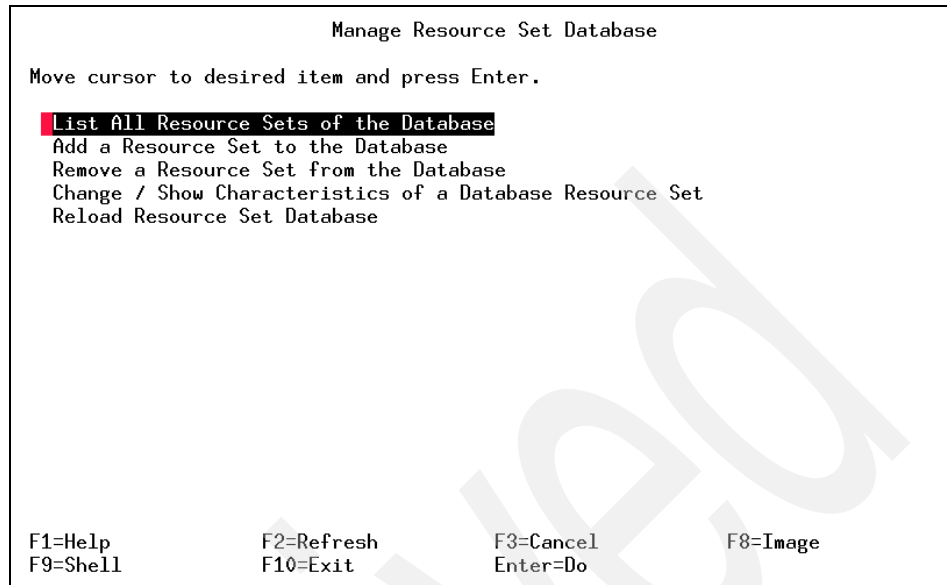 Manage Resource Set Database
Move cursor to desired item and press Enter.
List All Resource Sets of the Database
Add a Resource Set to the Database
Remove a Resource Set from the Database
Change / Show Characteristics of a Database Resource Set
Reload Resource Set Database
F1=Help F2=Refresh F3=Cancel F8=Image
F9=Shell F10=Exit Enter=Do